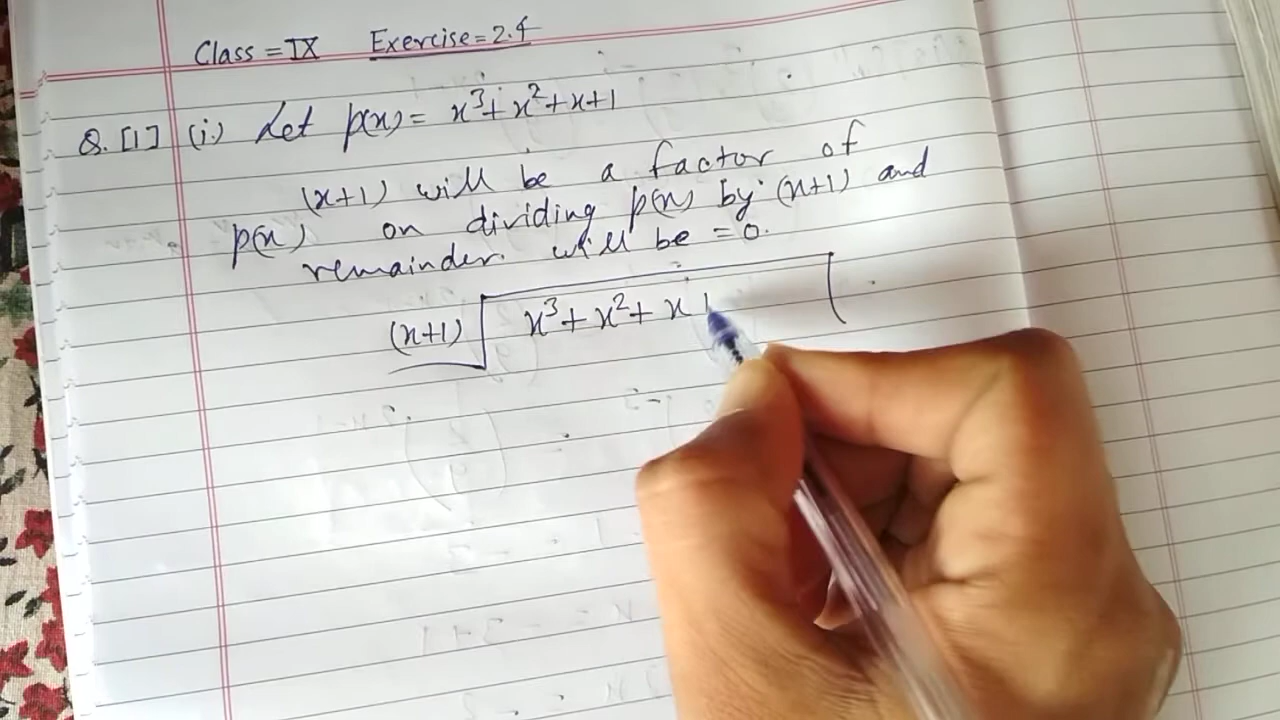 Class = IX Exercise = 2.4
Q. [1] (i.) Let p(x) = x³ + x² + x + 1
(x+1) will be a factor of
p(x) on dividing p(x) by (x+1) and
remainder. will be = 0.
(x+1) x³ + x² + x